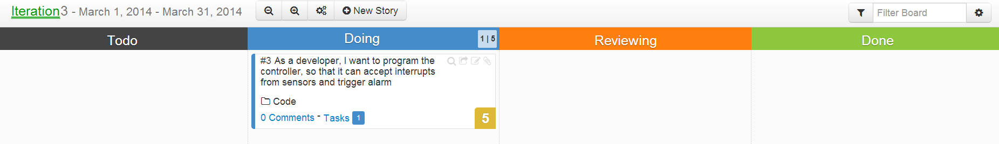 Iteration3 - March 1, 2014 - March 31, 2014
New Story
Filter Board
Todo
Doing
1 | 5
Reviewing
Done
#3 As a developer, I want to program the
controller, so that it can accept interrupts
from sensors and trigger alarm
Code
0 Comments - Tasks 1
5